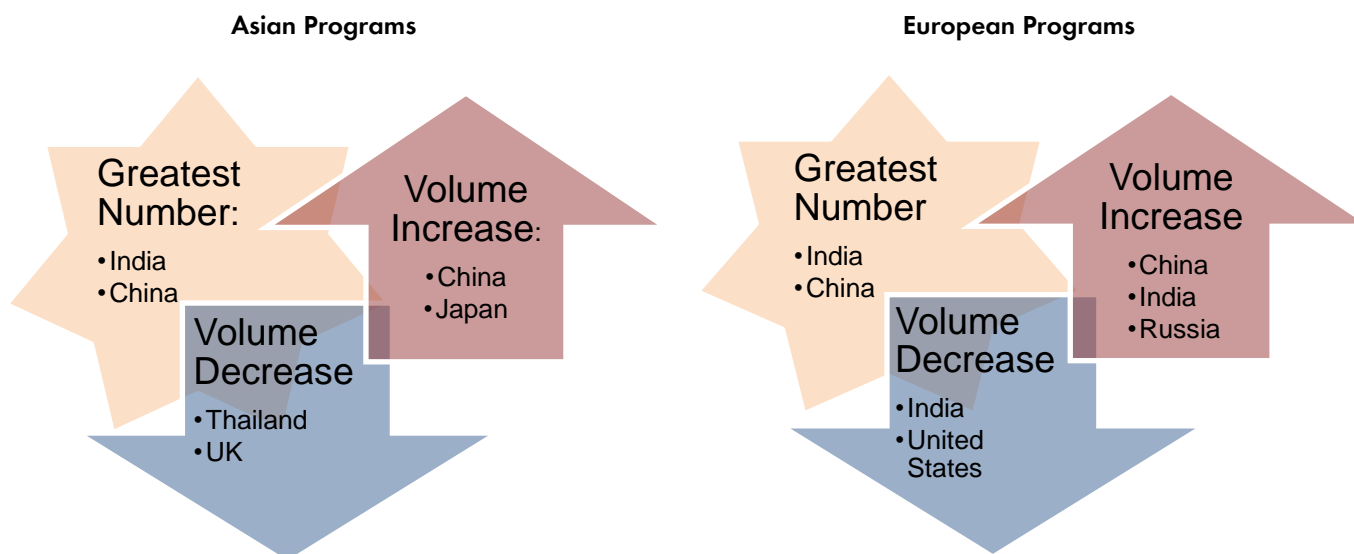 Asian Programs
Greatest
Number:
•India
•China
Volume
Increase:
•China
•Japan
Volume
Decrease
•Thailand
•UK
European Programs
Greatest
Number
•India
•China
Volume
Increase
•China
•India
•Russia
Volume
Decrease
•India
•United
States